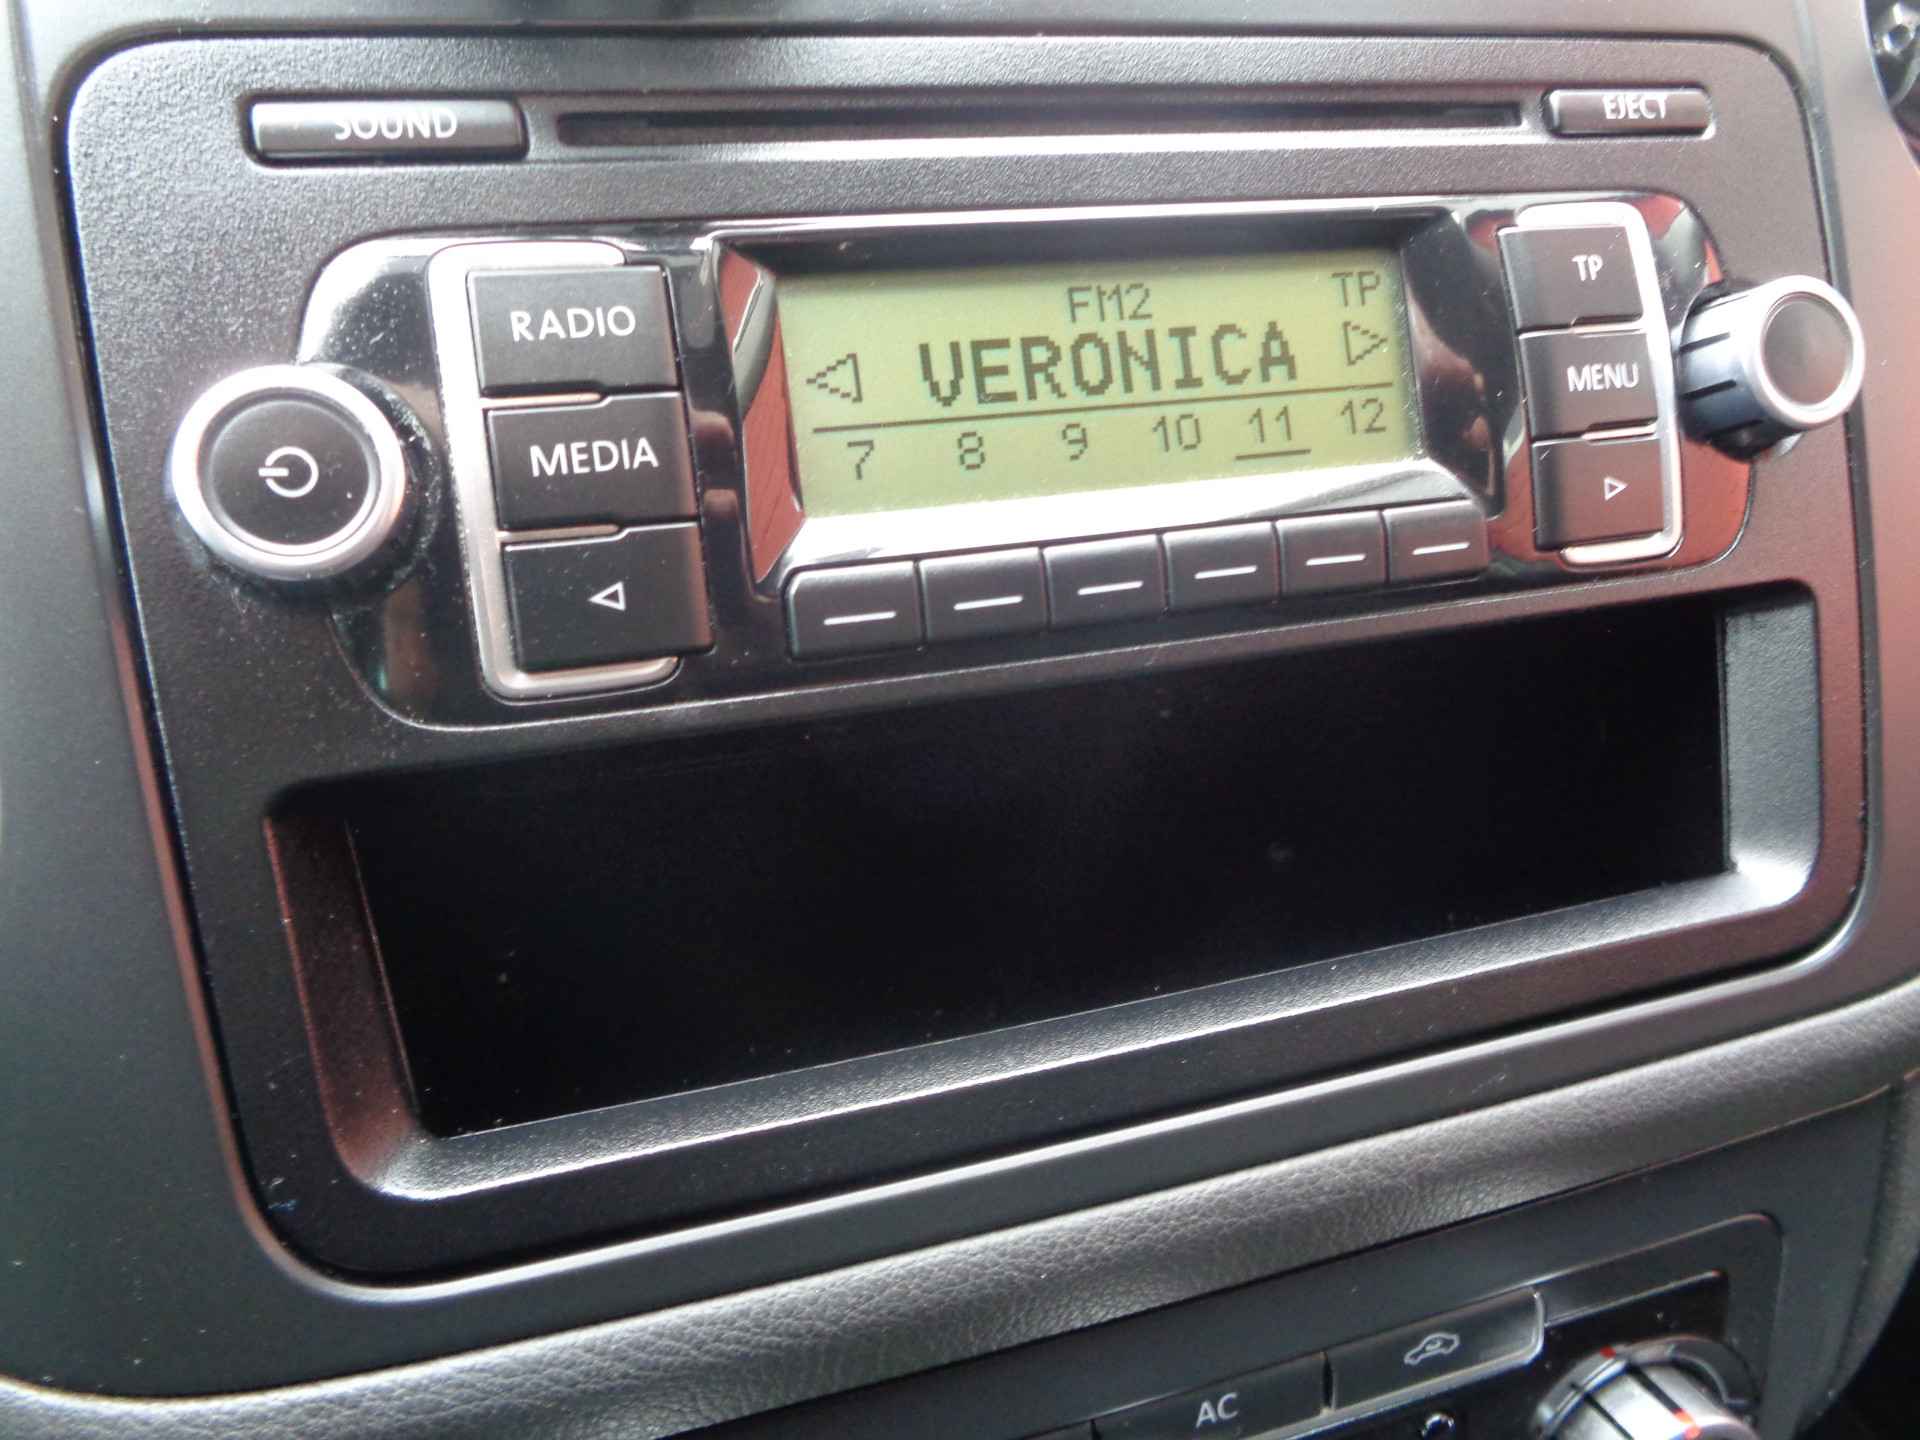 SOUND
EJECT
RADIO
MEDIA
FM2
TP
VERONICA
7 8 9 10 11 12
TP
MENU
AC